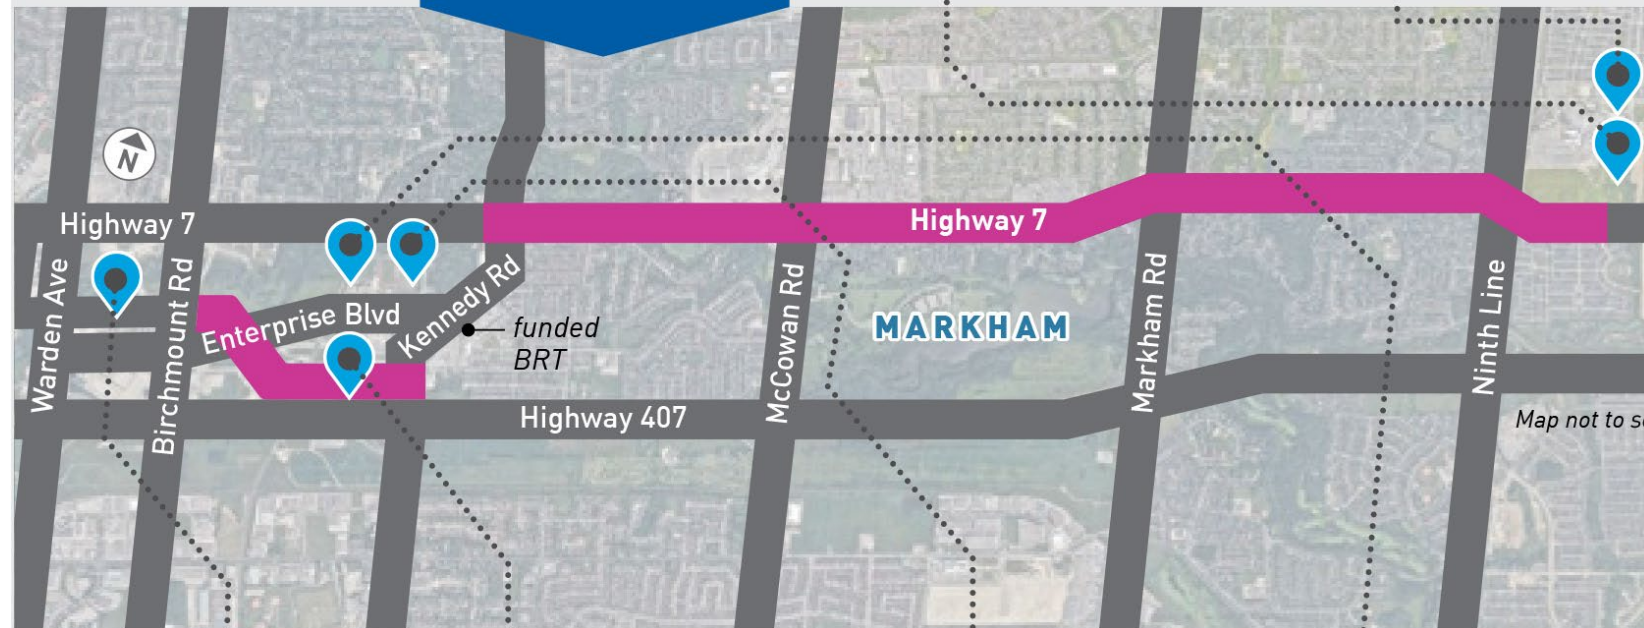 N
Highway 7
Highway 7
Warden Ave
Birchmount Rd
Enterprise Blvd
Kennedy Rd
funded
BRT
McCowan Rd
MARKHAM
Markham Rd
Ninth Line
Highway 407
Map not to